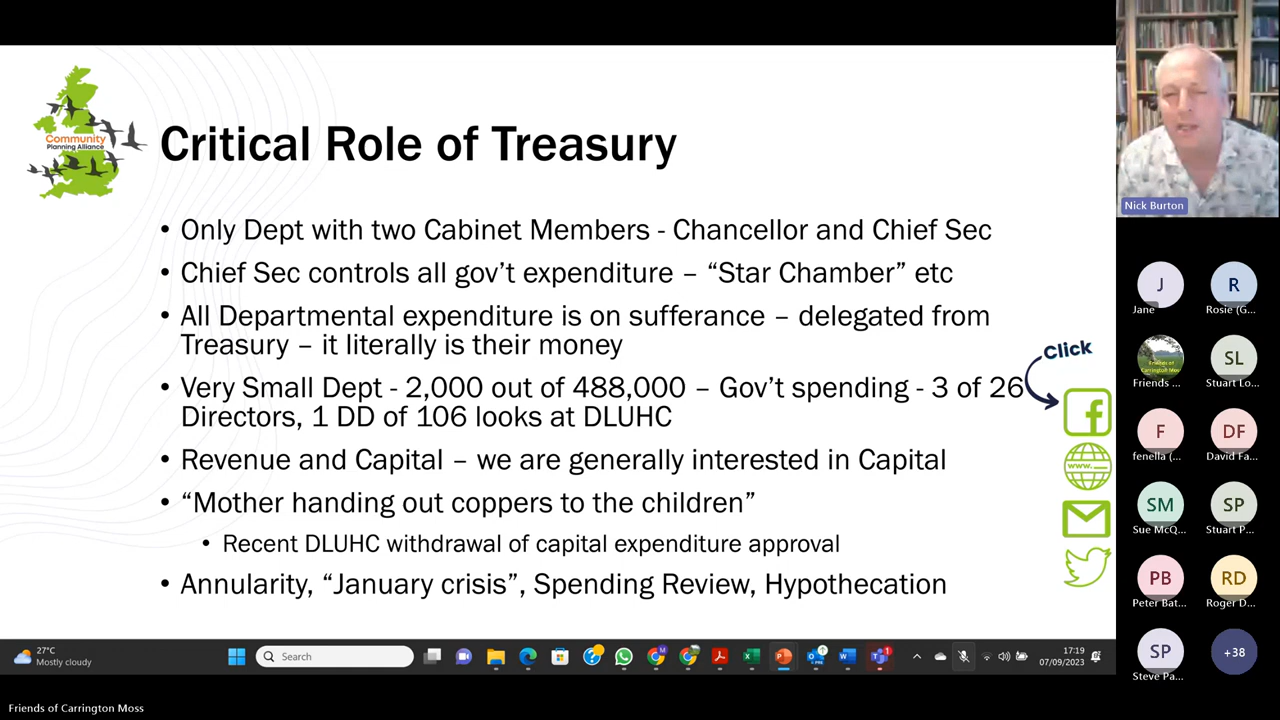 Community
Planning Alliance
Critical Role of Treasury
• Only Dept with two Cabinet Members - Chancellor and Chief Sec
• Chief Sec controls all gov’t expenditure – “Star Chamber” etc
• All Departmental expenditure is on sufferance – delegated from
Treasury – it literally is their money
• Very Small Dept - 2,000 out of 488,000 – Gov’t spending - 3 of 26
Directors, 1 DD of 106 looks at DLUHC
• Revenue and Capital – we are generally interested in Capital
• “Mother handing out coppers to the children”
• Recent DLUHC withdrawal of capital expenditure approval
• Annularity, “January crisis”, Spending Review, Hypothecation
Click
f
www.
Nick Burton
J
R
Jane
Rosie (G...
Friends of
Carrington Moss
SL
Friends ...
Stuart Lo...
F
DF
fenella (...
David Fa...
SM
SP
Sue McQ...
Stuart P...
PB
RD
Peter Bat...
Roger D...
SP
+38
Steve Pa...
27°C
Mostly cloudy
Search
17:19
07/09/2023
Friends of Carrington Moss